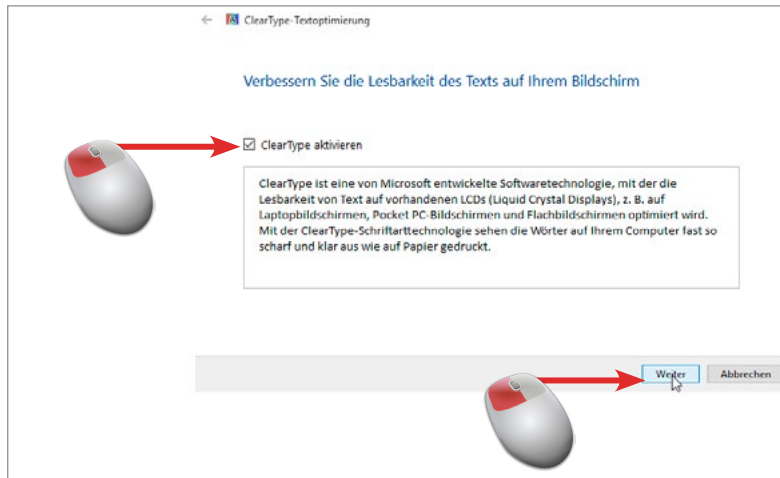 ClearType-Textoptimierung
Verbessern Sie die Lesbarkeit des Texts auf Ihrem Bildschirm
ClearType aktivieren
ClearType ist eine von Microsoft entwickelte Softwaretechnologie, mit der die
Lesbarkeit von Text auf vorhandenen LCDs (Liquid Crystal Displays), z. B. auf
Laptopbildschirmen, Pocket PC-Bildschirmen und Flachbildschirmen optimiert wird.
Mit der ClearType-Schriftarttechnologie sehen die Wörter auf Ihrem Computer fast so
scharf und klar aus wie auf Papier gedruckt.
Weiter Abbrechen